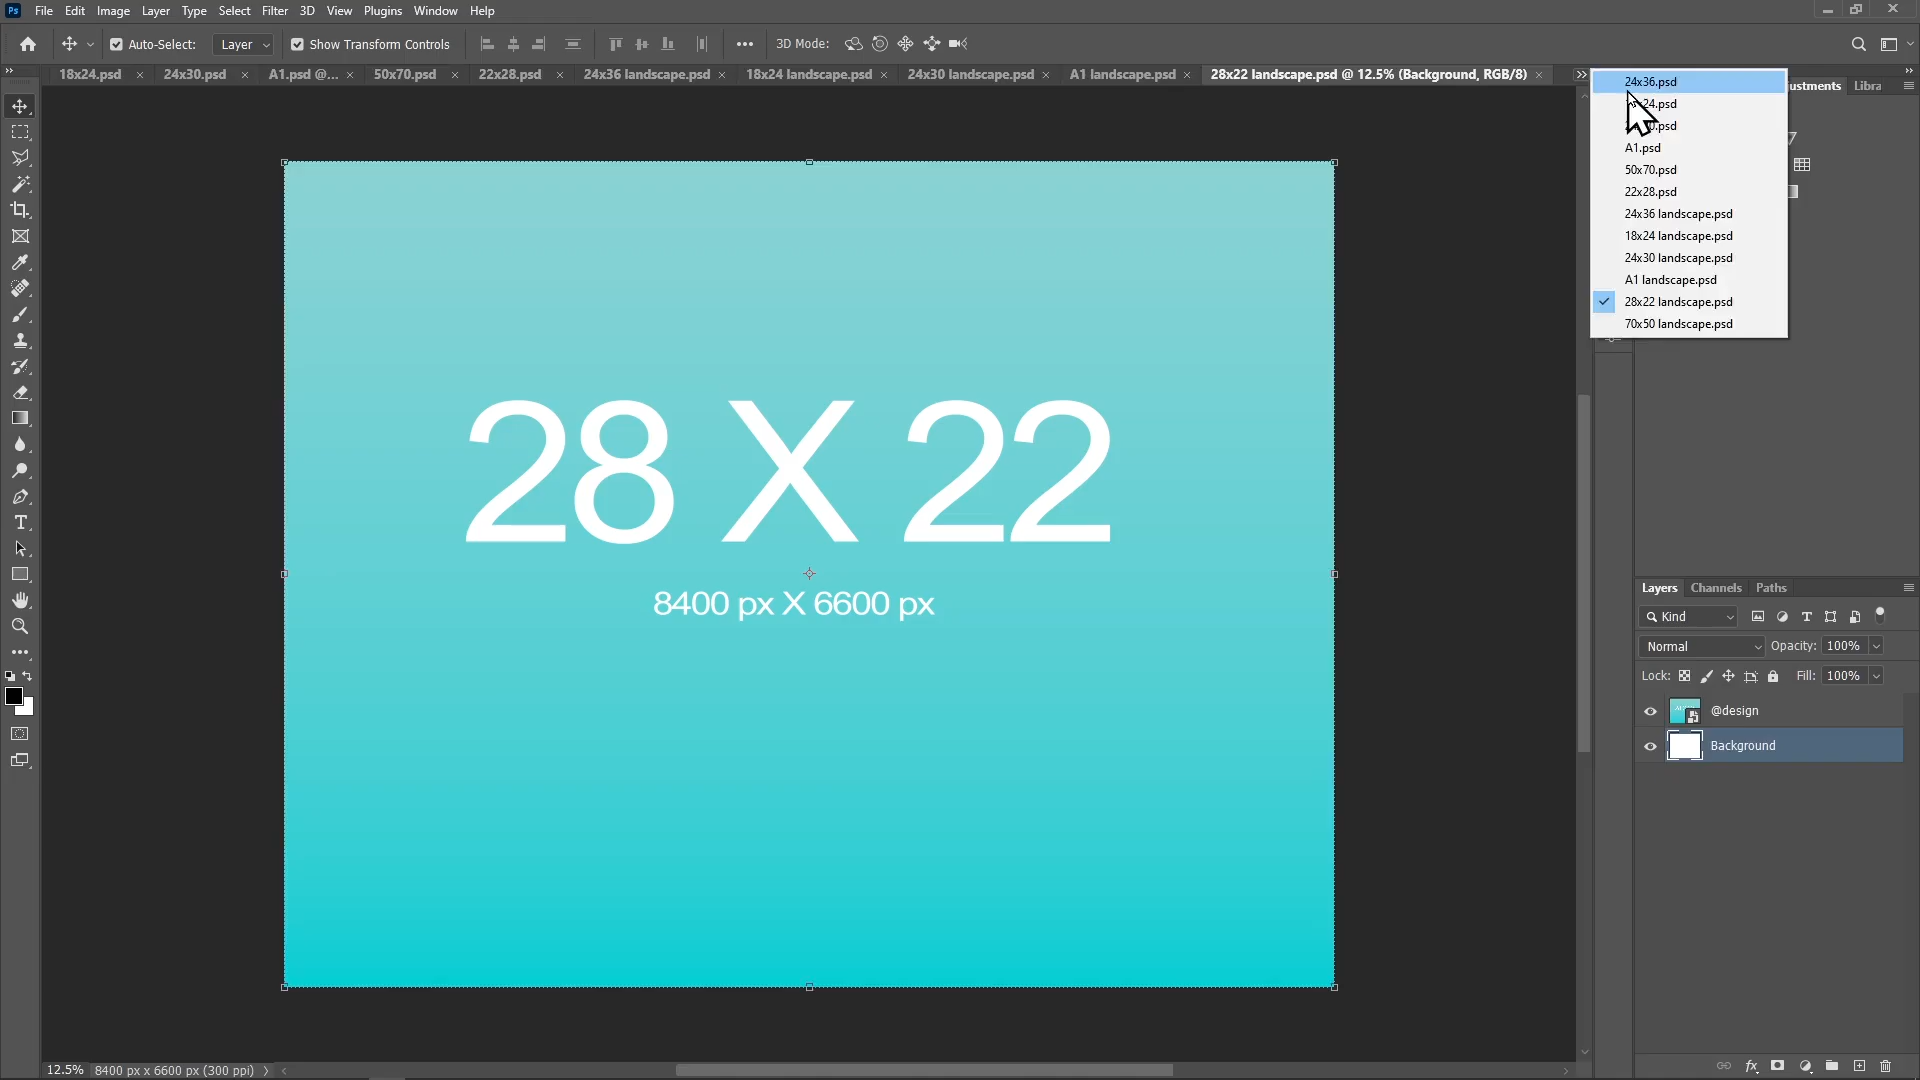 Ps File Edit Image Layer Type Select Filter 3D View Plugins Window Help
Auto-Select: Layer Show Transform Controls 3D Mode:
18x24.psd × 24x30.psd × A1.psd @... × 50x70.psd × 22x28.psd × 24x36 landscape.psd × 18x24 landscape.psd × 24x30 landscape.psd × A1 landscape.psd × 28x22 landscape.psd @ 12.5% (Background, RGB/8) ×
24x36.psd
A1.psd
50x70.psd
22x28.psd
24x36 landscape.psd
18x24 landscape.psd
24x30 landscape.psd
A1 landscape.psd
28x22 landscape.psd
70x50 landscape.psd
ustments Libra
28 X 22
8400 px X 6600 px
Layers Channels Paths
Kind
Normal Opacity: 100%
Lock: Fill: 100%
@design
Background
12.5% 8400 px x 6600 px (300 ppi)